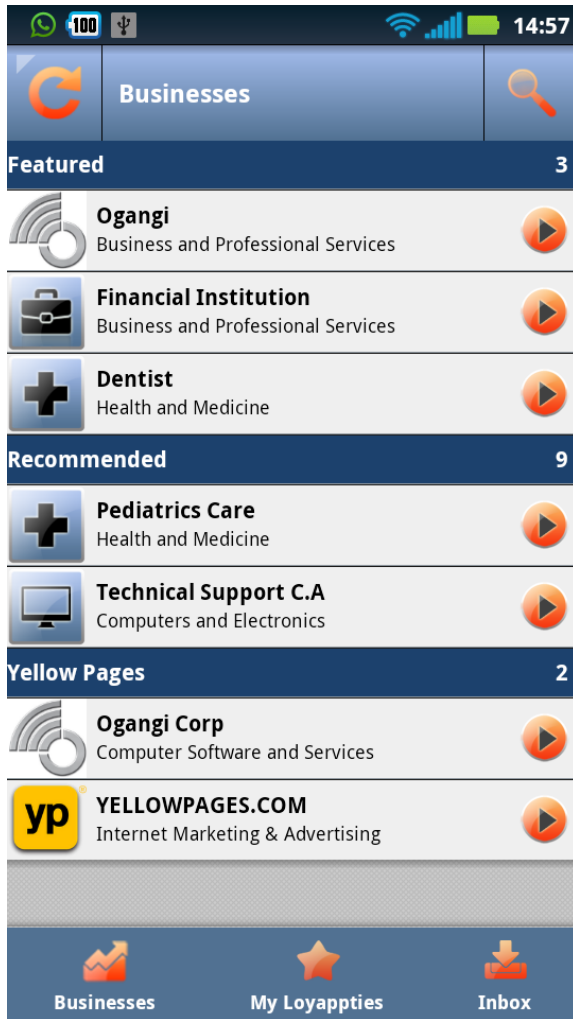 100
14:57
Businesses
Featured 3
Ogangi
Business and Professional Services
Financial Institution
Business and Professional Services
Dentist
Health and Medicine
Recommended 9
Pediatrics Care
Health and Medicine
Technical Support C.A
Computers and Electronics
Yellow Pages 2
Ogangi Corp
Computer Software and Services
yp®
YELLOWPAGES.COM
Internet Marketing & Advertising
Businesses My Loyappties Inbox